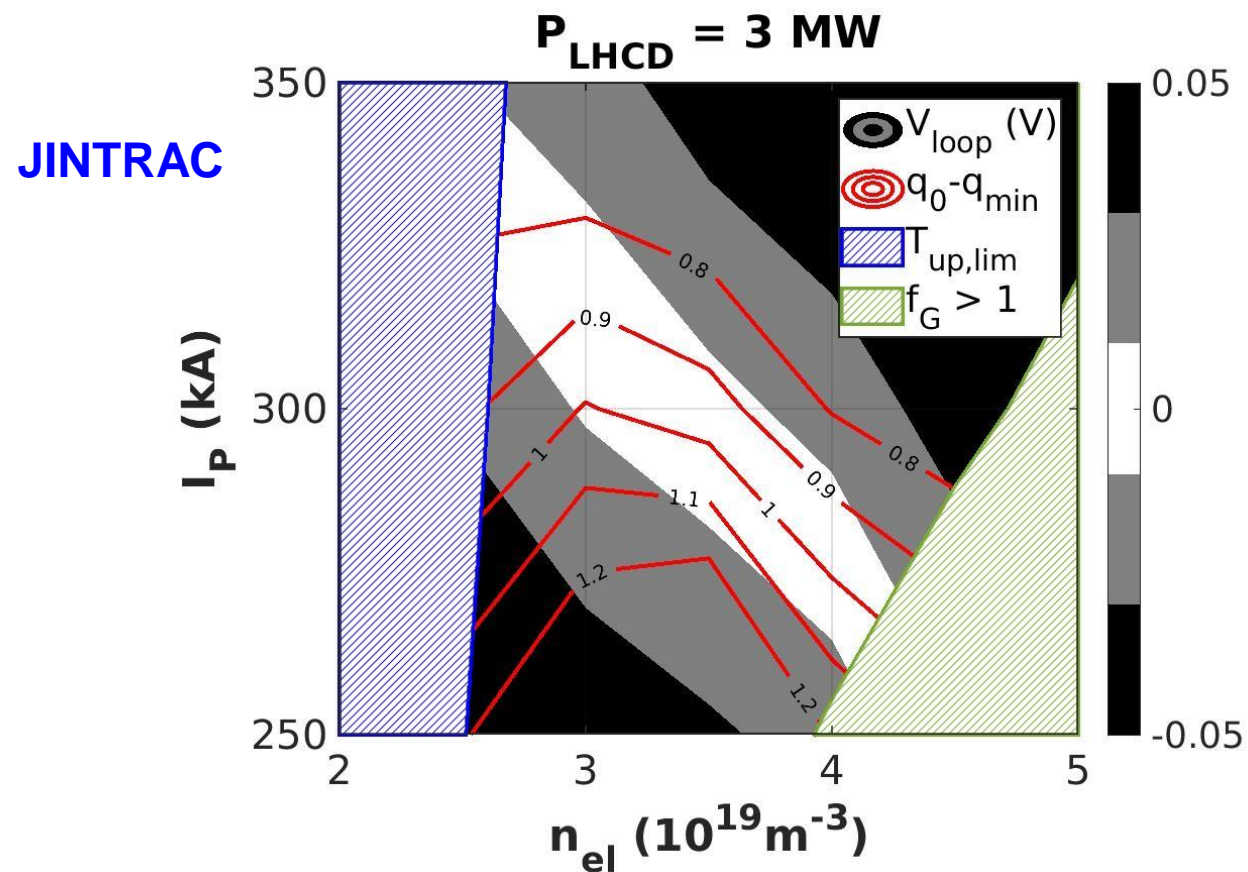 P_LHCD = 3 MW
JINTRAC
350
300
250
I_P (kA)
2 3 4 5
n_el (10^19 m^-3)
V_loop (V)
q_0-q_min
T_up,lim
f_G > 1
0.8
0.9
0.8
1
1
0.9
1.1
1.2
1.2
0.05
0
-0.05